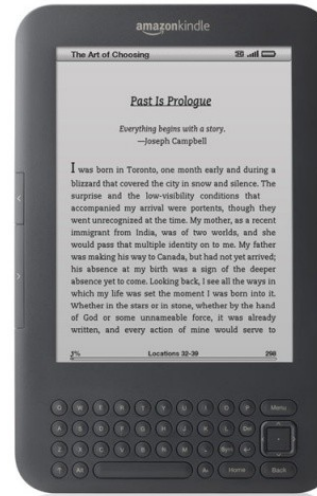 amazonkindle
The Art of Choosing
Past Is Prologue
Everything begins with a story.
—Joseph Campbell
I was born in Toronto, one month early and during a
blizzard that covered the city in snow and silence. The
surprise and the low-visibility conditions that
accompanied my arrival were portents, though they
went unrecognized at the time. My mother, as a recent
immigrant from India, was of two worlds, and she
would pass that multiple identity on to me. My father
was making his way to Canada, but had not yet arrived;
his absence at my birth was a sign of the deeper
absence yet to come. Looking back, I see all the ways in
which my life was set the moment I was born into it.
Whether in the stars or in stone, whether by the hand
of God or some unnameable force, it was already
written, and every action of mine would serve to
2% Locations 32-39 298
Q W E R T Y U I O P Menu
A S D F G H J K L Del
Z X C V B N M Sym
Alt Aa Home Back